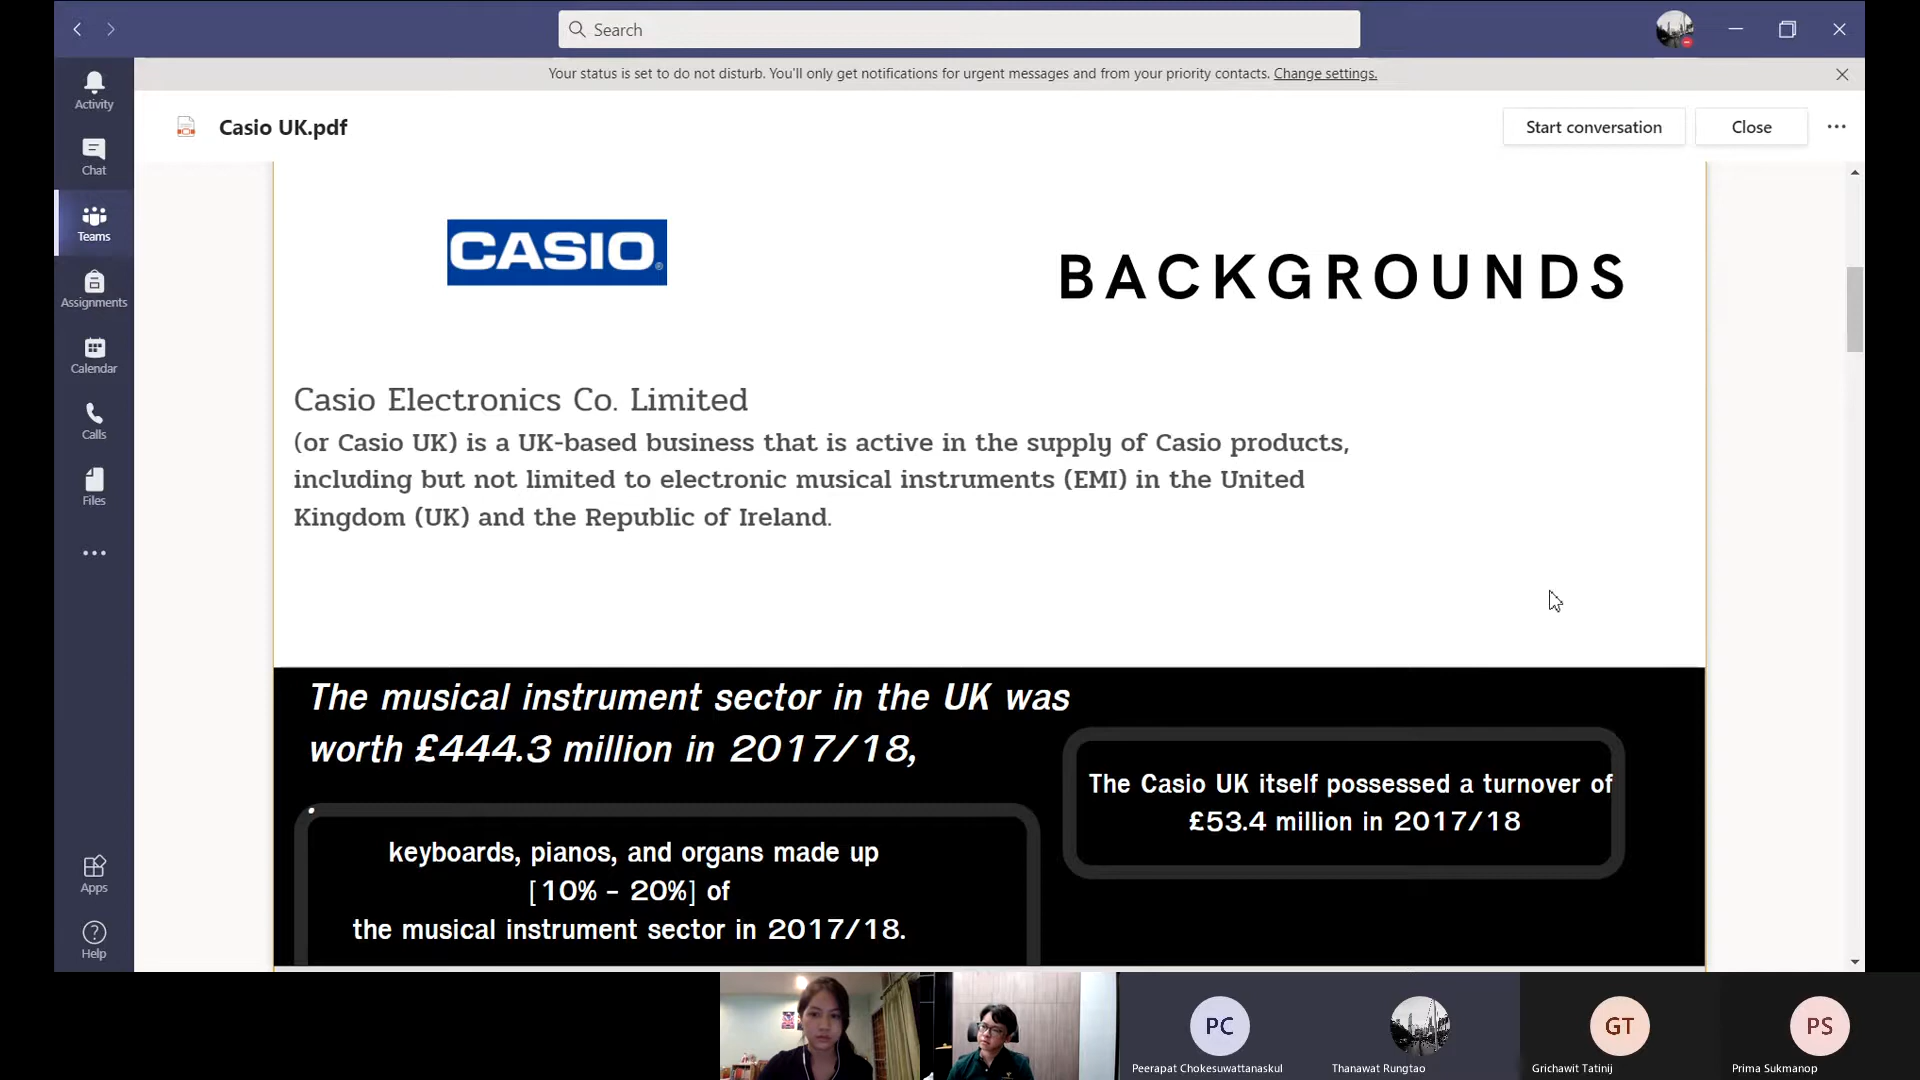 Search
Your status is set to do not disturb. You'll only get notifications for urgent messages and from your priority contacts. Change settings.
Activity
Chat
Teams
Assignments
Calendar
Calls
Files
Apps
Help
Casio UK.pdf
Start conversation
Close
CASIO®
BACKGROUNDS
Casio Electronics Co. Limited
(or Casio UK) is a UK-based business that is active in the supply of Casio products,
including but not limited to electronic musical instruments (EMI) in the United
Kingdom (UK) and the Republic of Ireland.
The musical instrument sector in the UK was
worth £444.3 million in 2017/18,
keyboards, pianos, and organs made up
[10% – 20%] of
the musical instrument sector in 2017/18.
The Casio UK itself possessed a turnover of
£53.4 million in 2017/18
PC
GT
PS
Peerapat Chokesuwattanaskul
Thanawat Rungtao
Grichawit Tatinij
Prima Sukmanop